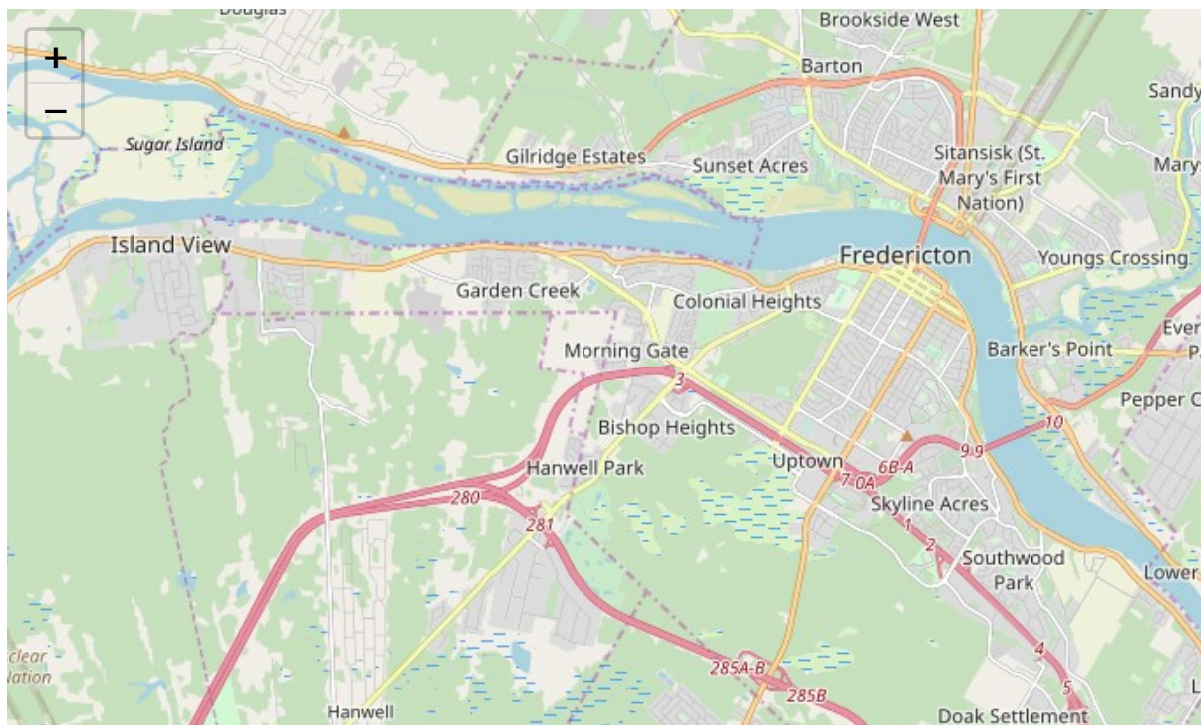 Douglas
Brookside West
+
Barton
−
Sandy
Sugar Island
Gilridge Estates
Sunset Acres
Sitansisk (St.
Mary's First
Nation)
Mary
Island View
Fredericton
Youngs Crossing
Garden Creek
Colonial Heights
Ever
P
Morning Gate
Barker's Point
3
Pepper C
10
Bishop Heights
9 9
Hanwell Park
Uptown
6B-A
7
0A
280
Skyline Acres
281
1
2
Southwood
Park
Lower
4
clear
Nation
285A-B
5
285B
L
Hanwell
Doak Settlement